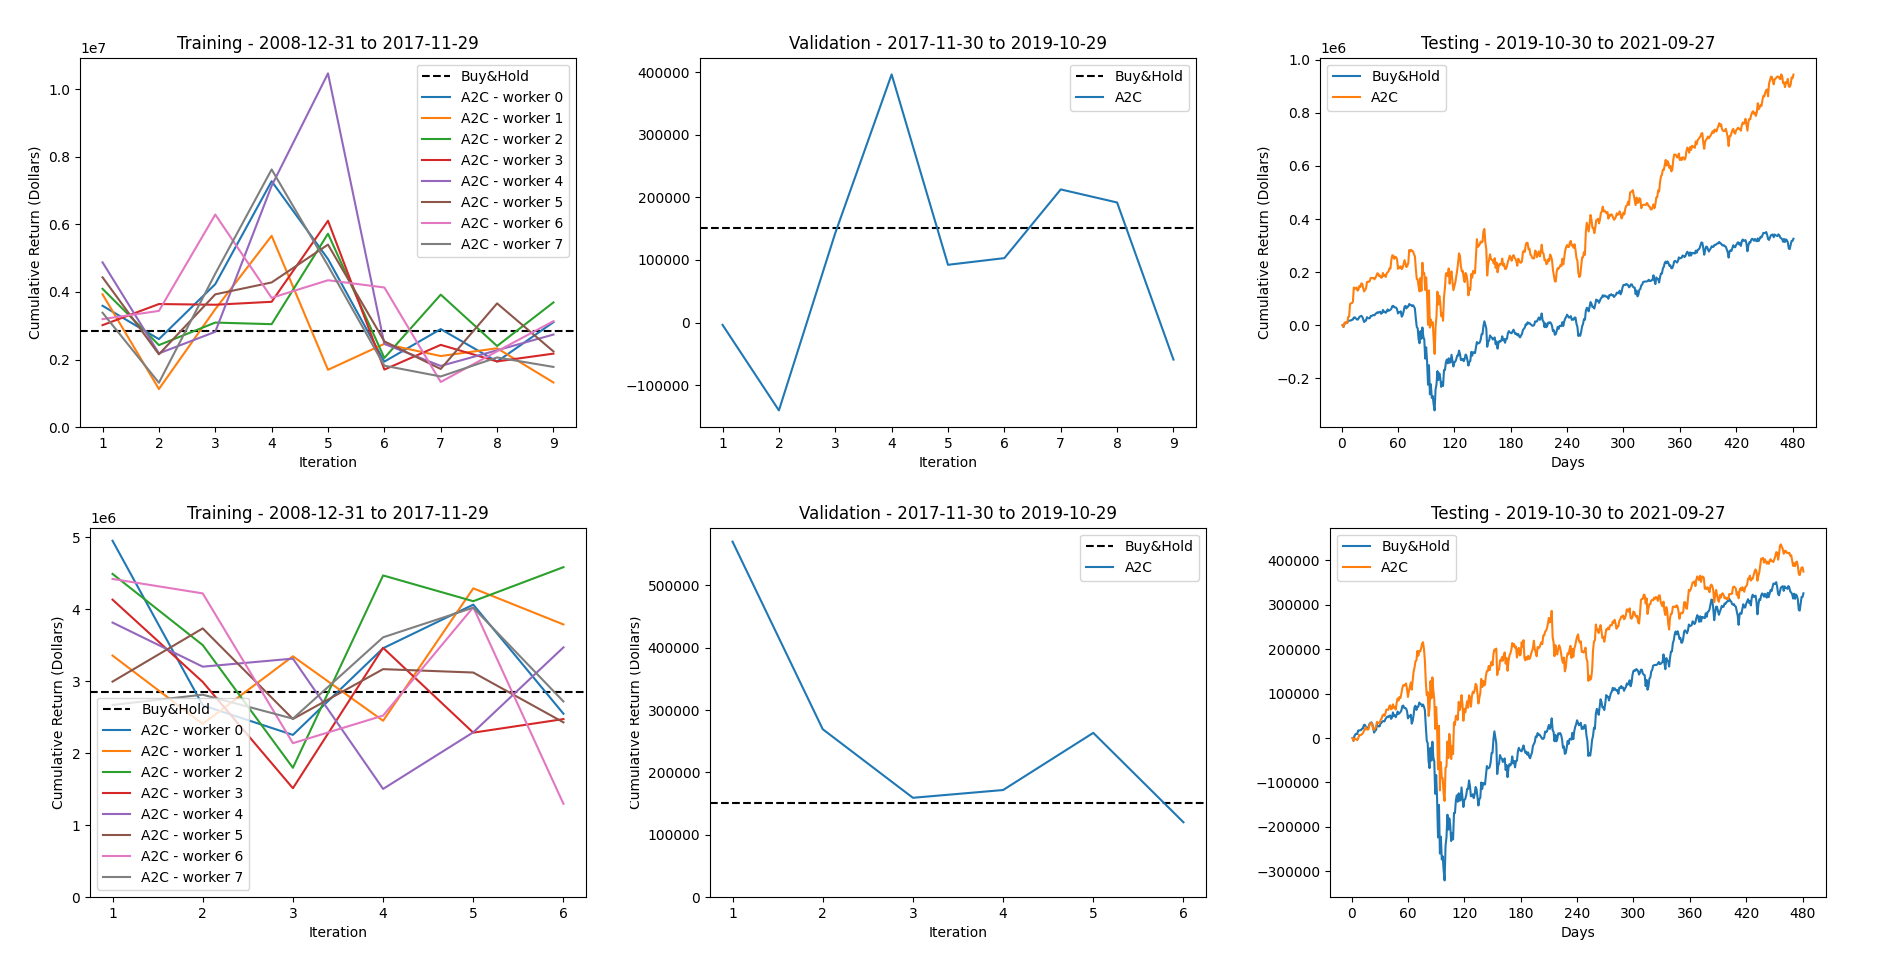 Training - 2008-12-31 to 2017-11-29
1e7
Cumulative Return (Dollars)
1.0
0.8
0.6
0.4
0.2
0.0
Buy&Hold
A2C - worker 0
A2C - worker 1
A2C - worker 2
A2C - worker 3
A2C - worker 4
A2C - worker 5
A2C - worker 6
A2C - worker 7
1 2 3 4 5 6 7 8 9
Iteration
Validation - 2017-11-30 to 2019-10-29
400000
300000
200000
100000
0
−100000
Buy&Hold
A2C
1 2 3 4 5 6 7 8 9
Iteration
Testing - 2019-10-30 to 2021-09-27
1e6
Cumulative Return (Dollars)
1.0
0.8
0.6
0.4
0.2
0.0
−0.2
Buy&Hold
A2C
0 60 120 180 240 300 360 420 480
Days
Training - 2008-12-31 to 2017-11-29
1e6
Cumulative Return (Dollars)
5
4
3
2
1
0
Buy&Hold
A2C - worker 0
A2C - worker 1
A2C - worker 2
A2C - worker 3
A2C - worker 4
A2C - worker 5
A2C - worker 6
A2C - worker 7
1 2 3 4 5 6
Iteration
Validation - 2017-11-30 to 2019-10-29
Cumulative Return (Dollars)
500000
400000
300000
200000
100000
0
Buy&Hold
A2C
1 2 3 4 5 6
Iteration
Testing - 2019-10-30 to 2021-09-27
400000
300000
200000
100000
0
−100000
−200000
−300000
Buy&Hold
A2C
0 60 120 180 240 300 360 420 480
Days